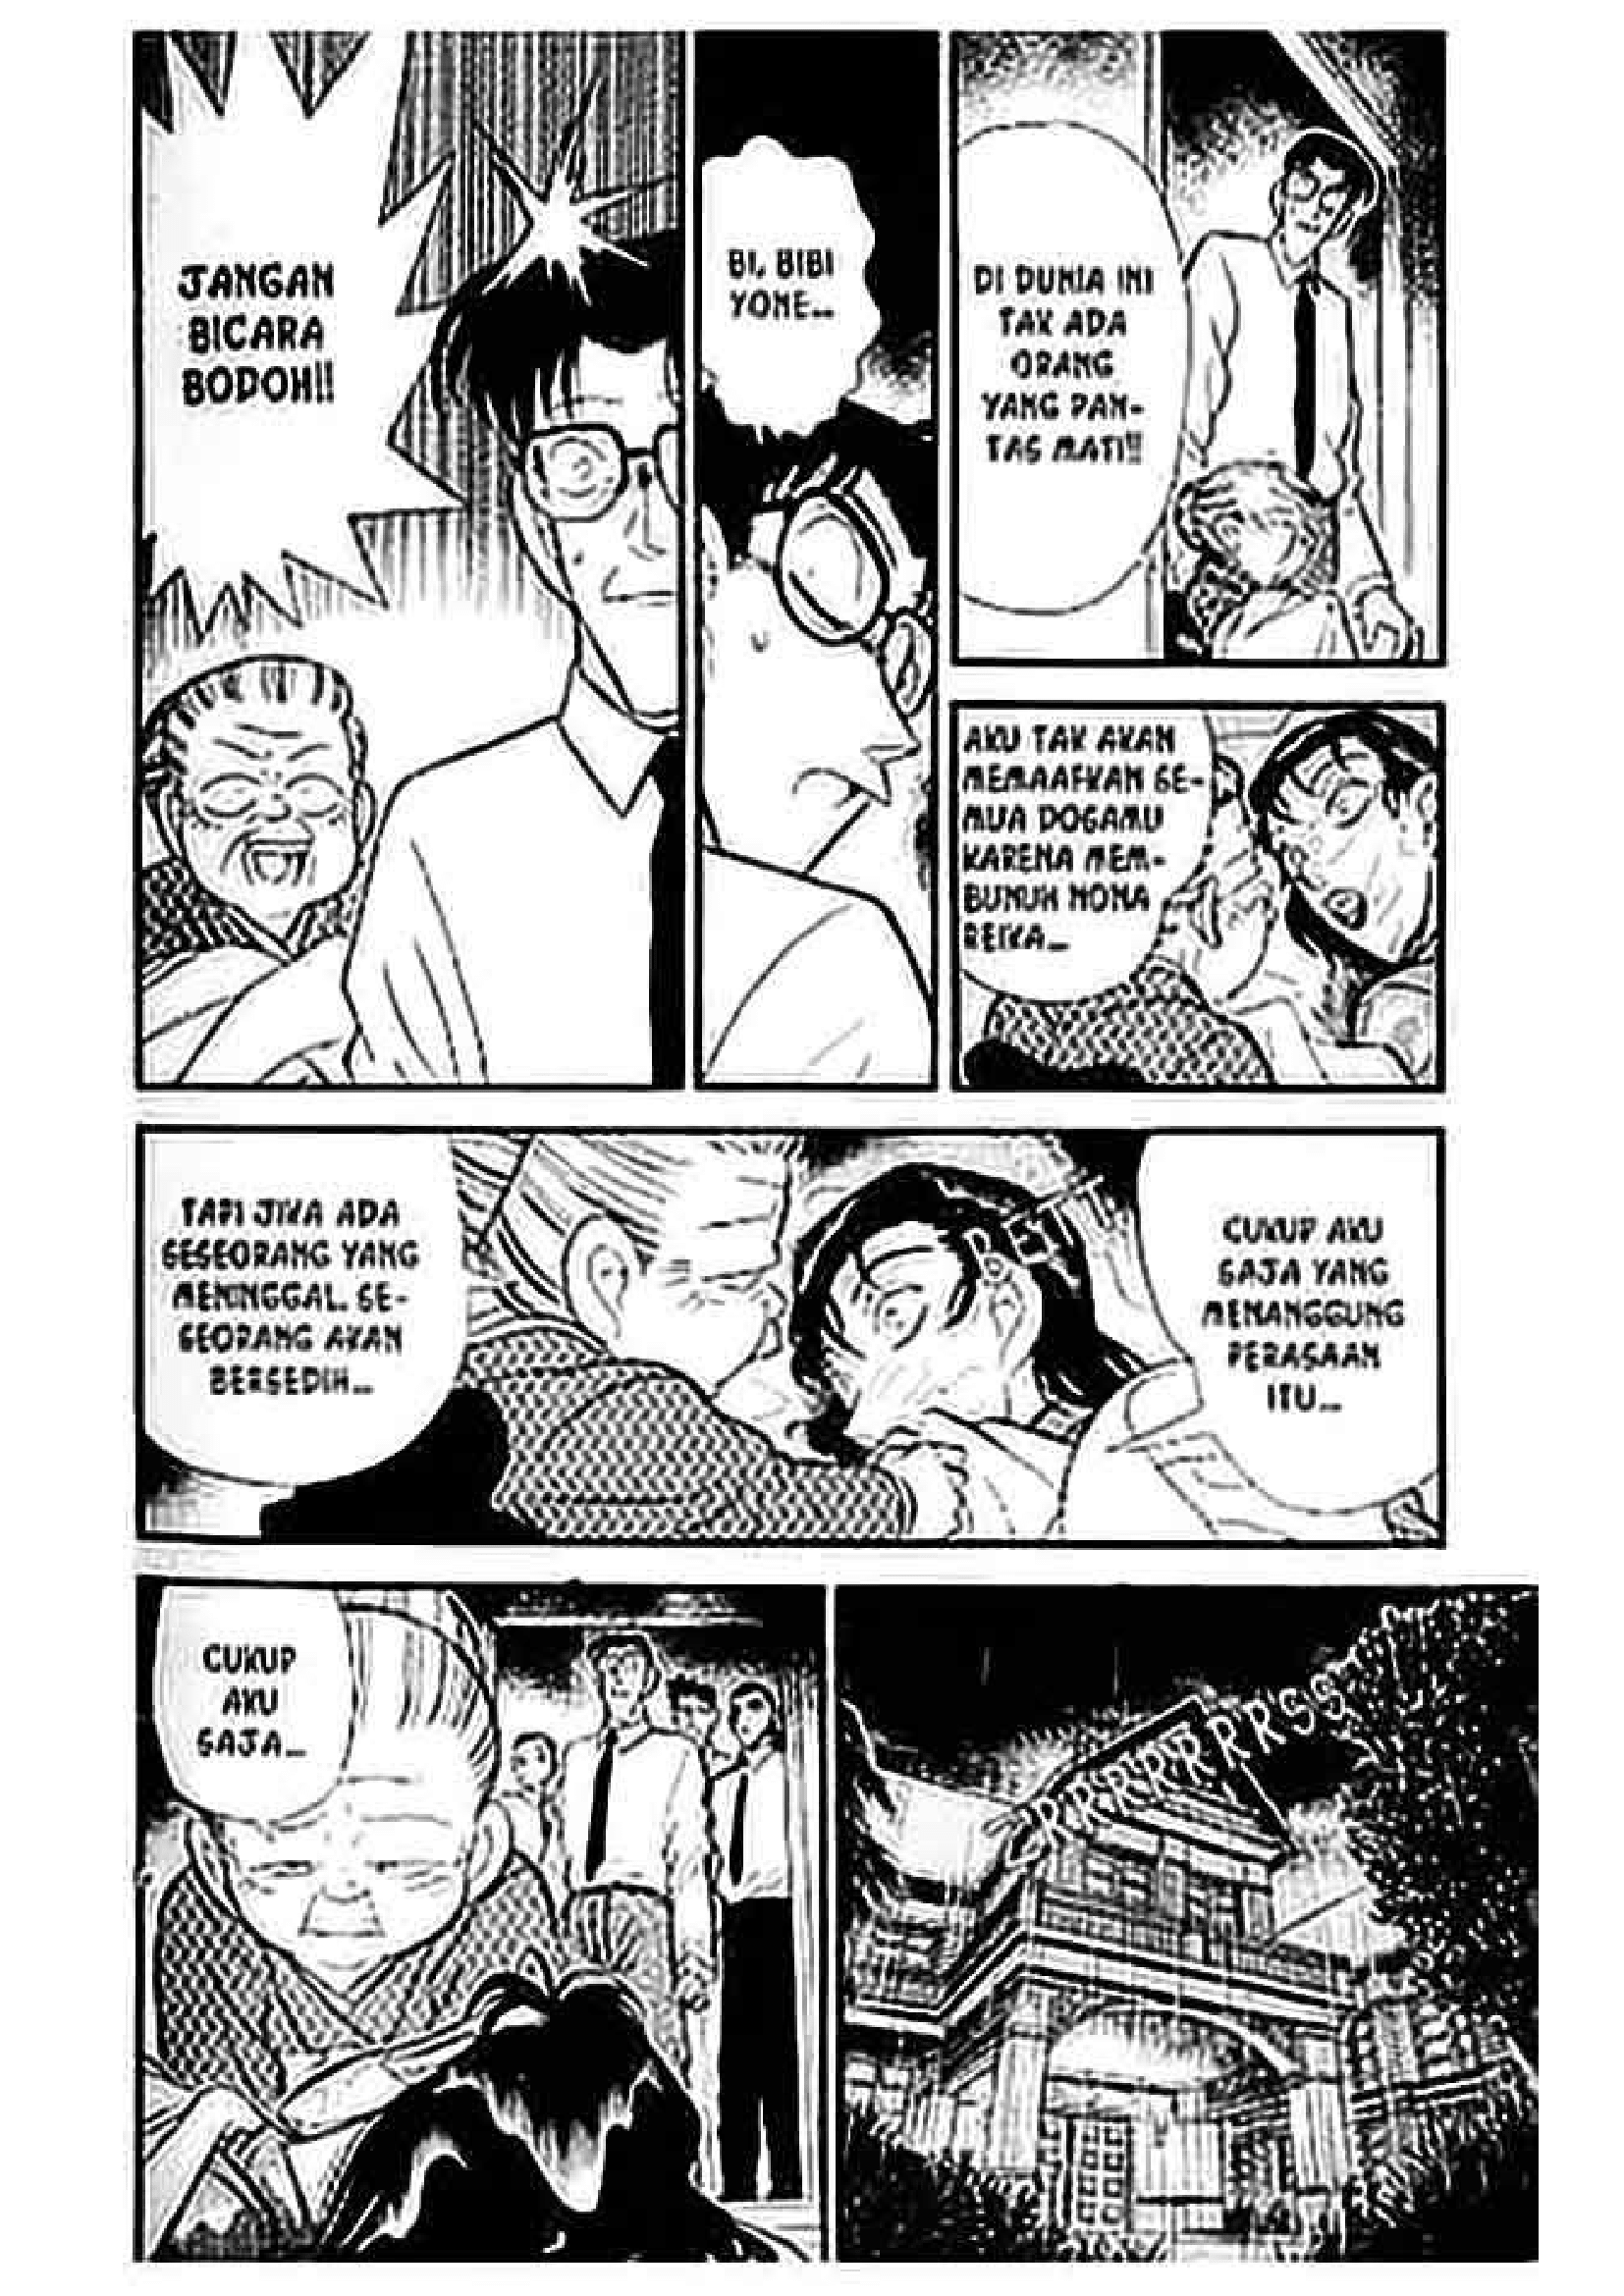 JANGAN
BICARA
BODOH!!
BI, BIBI
YONE...
DI DUNIA INI
TAK ADA
ORANG
YANG PAN-
TAS MATI!!
AKU TAK AKAN
MEMAAFKAN SE-
MUA DOSAMU
KARENA MEM-
BUNUH NONA
REIKA...
TAPI JIKA ADA
SESEORANG YANG
MENINGGAL, SE-
SEORANG AKAN
BERSEDIH...
CUKUP AKU
SAJA YANG
MENANGGUNG
PERASAAN
ITU...
CUKUP
AKU
SAJA...
RRRRRRRRSSS